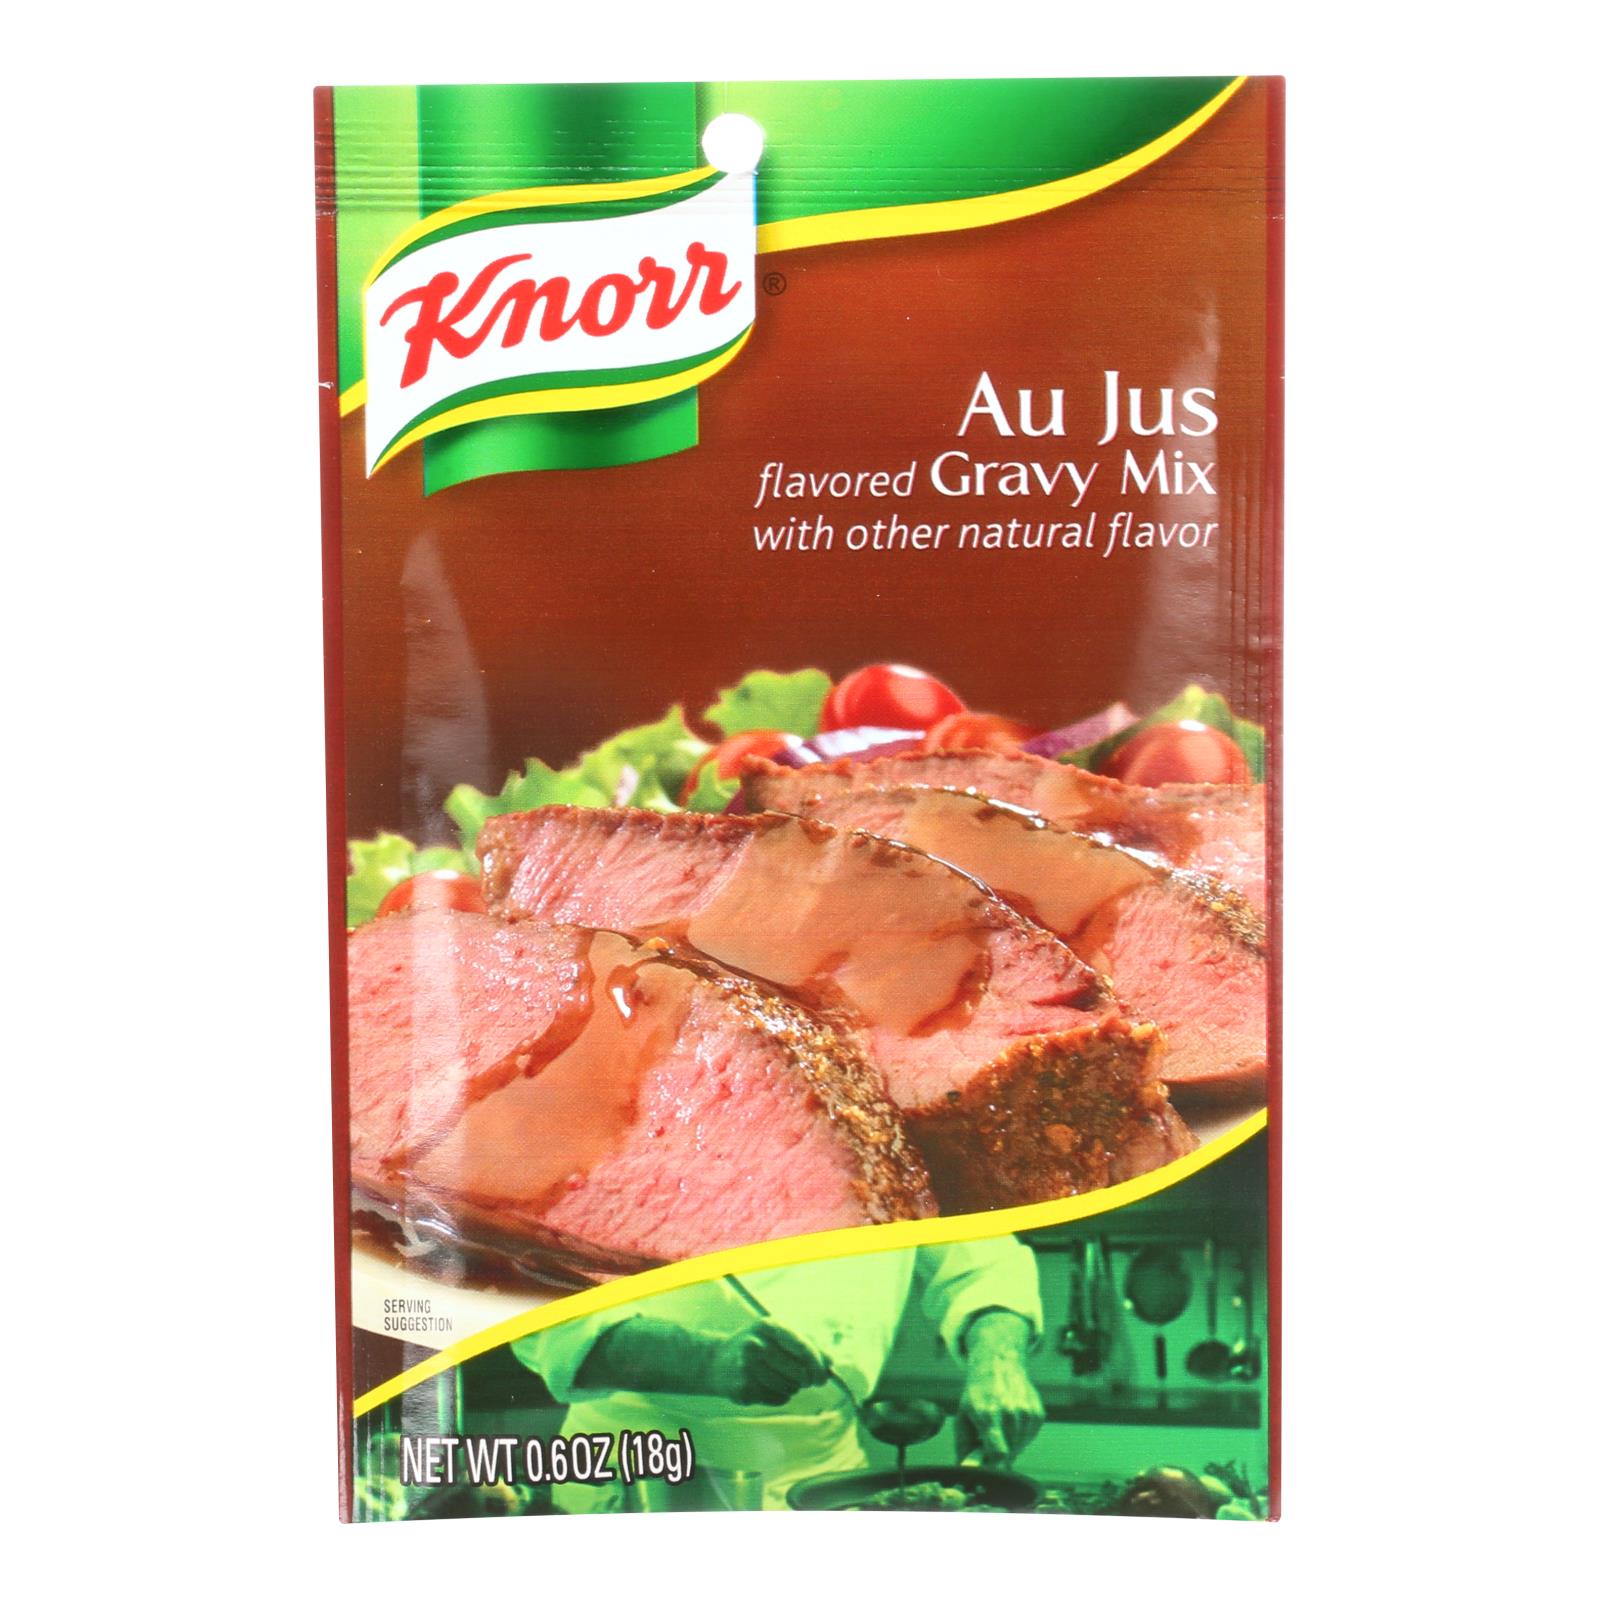 Knorr ®
Au Jus
flavored Gravy Mix
with other natural flavor
SERVING
SUGGESTION
NET WT 0.6OZ (18g)